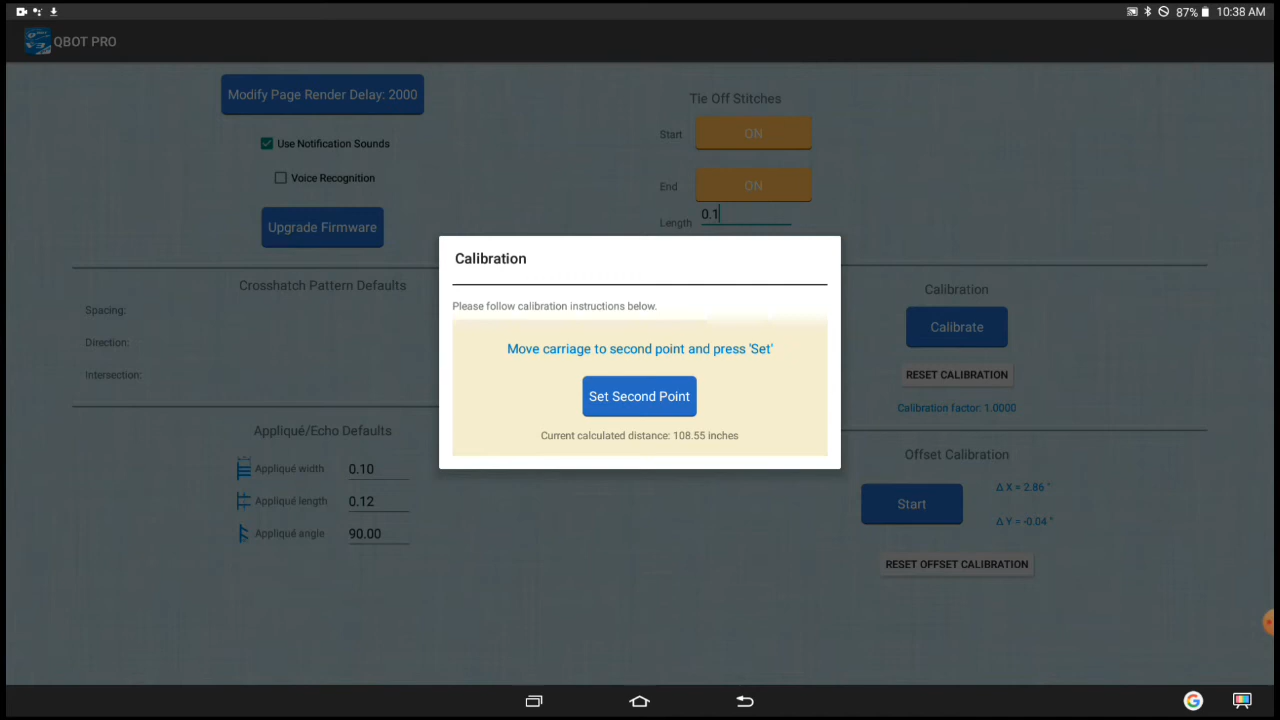 87% 10:38 AM
QBOT PRO
Modify Page Render Delay: 2000
Use Notification Sounds
Voice Recognition
Upgrade Firmware
Tie Off Stitches
Start ON
End ON
Length 0.1
Crosshatch Pattern Defaults
Spacing:
Direction:
Intersection:
Calibration
Please follow calibration instructions below.
Move carriage to second point and press 'Set'
Set Second Point
Current calculated distance: 108.55 inches
Calibration
Calibrate
RESET CALIBRATION
Calibration factor: 1.0000
Appliqué/Echo Defaults
Appliqué width 0.10
Appliqué length 0.12
Appliqué angle 90.00
Offset Calibration
Start
Δ X = 2.86 "
Δ Y = -0.04 "
RESET OFFSET CALIBRATION